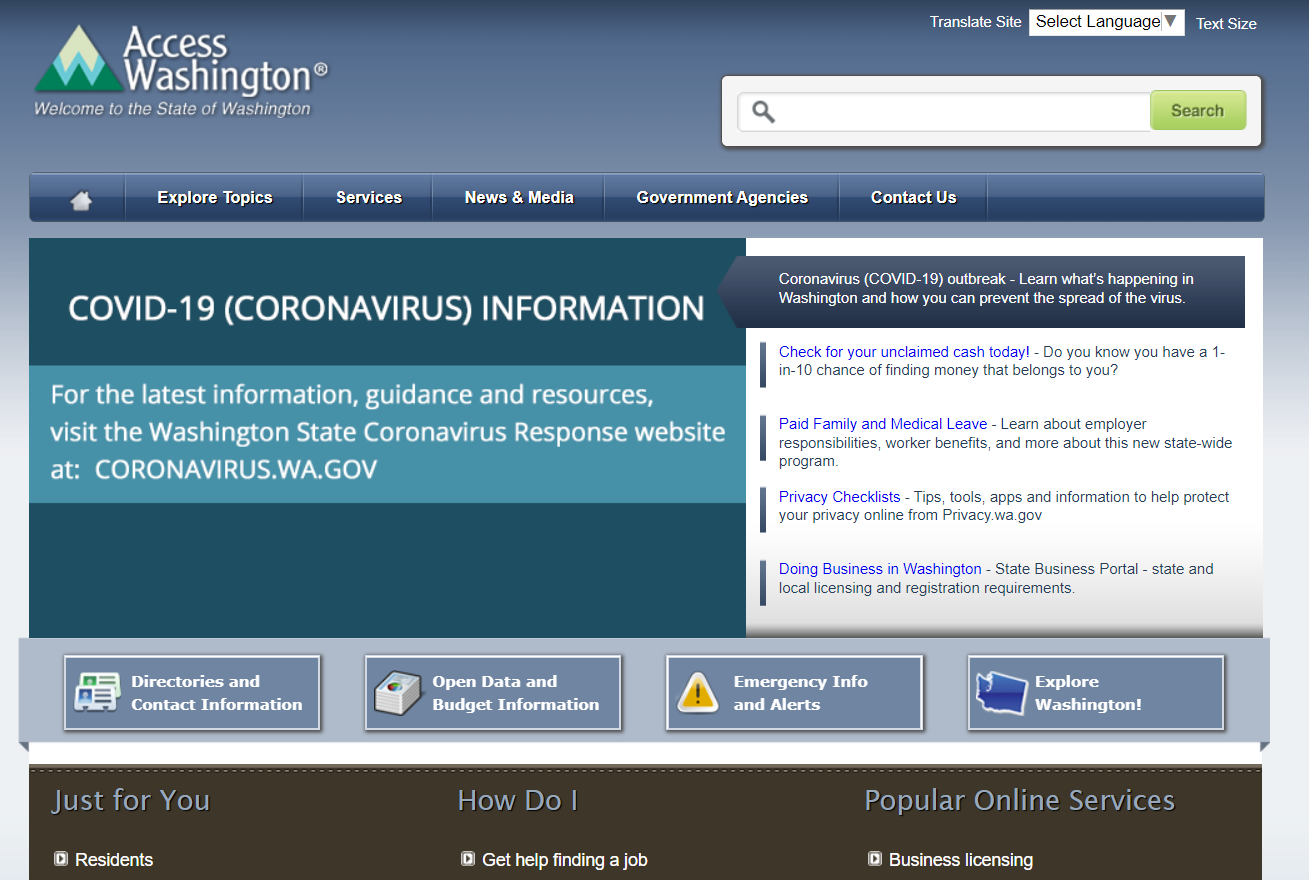 Translate Site Select Language ▼ Text Size
Access
Washington®
Welcome to the State of Washington
Search
Explore Topics Services News & Media Government Agencies Contact Us
COVID-19 (CORONAVIRUS) INFORMATION
For the latest information, guidance and resources,
visit the Washington State Coronavirus Response website
at: CORONAVIRUS.WA.GOV
Coronavirus (COVID-19) outbreak - Learn what's happening in
Washington and how you can prevent the spread of the virus.
Check for your unclaimed cash today! - Do you know you have a 1-
in-10 chance of finding money that belongs to you?
Paid Family and Medical Leave - Learn about employer
responsibilities, worker benefits, and more about this new state-wide
program.
Privacy Checklists - Tips, tools, apps and information to help protect
your privacy online from Privacy.wa.gov
Doing Business in Washington - State Business Portal - state and
local licensing and registration requirements.
Directories and
Contact Information
Open Data and
Budget Information
Emergency Info
and Alerts
Explore
Washington!
Just for You
Residents
How Do I
Get help finding a job
Popular Online Services
Business licensing